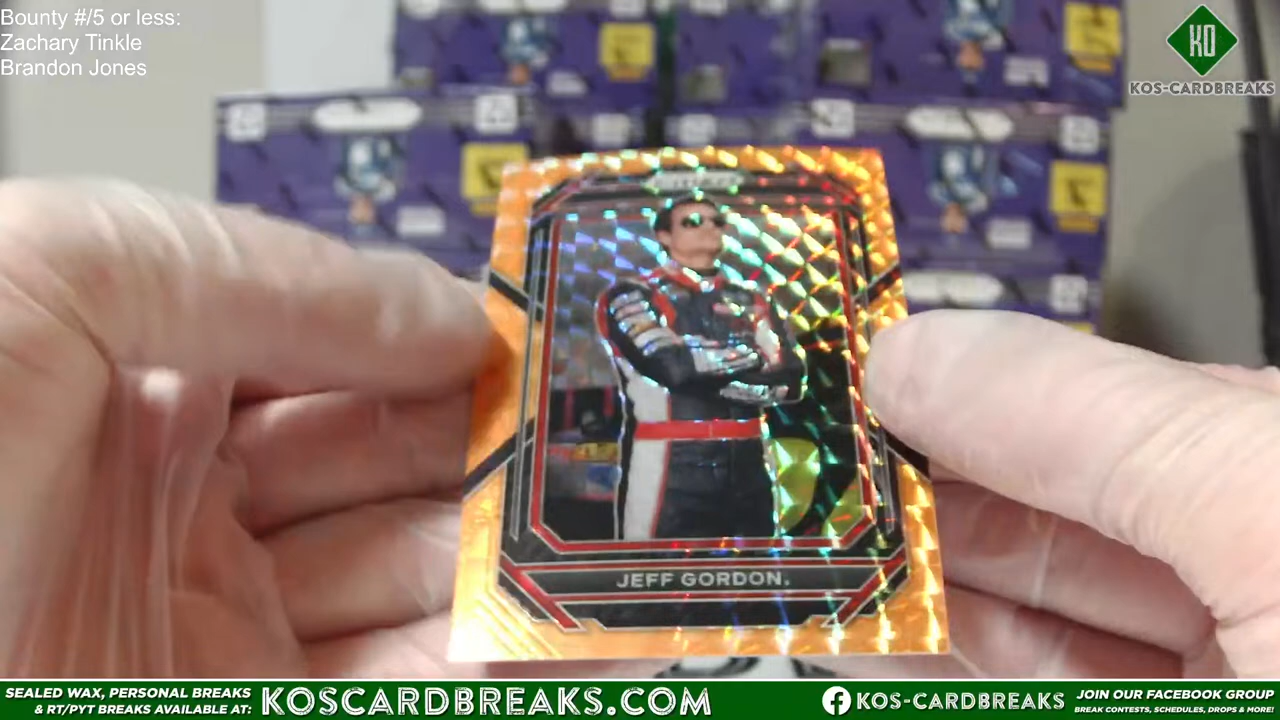 Bounty #/5 or less:
Zachary Tinkle
Brandon Jones
KO
KOS-CARDBREAKS
PRIZM
JEFF GORDON.
SEALED WAX, PERSONAL BREAKS
& RT/PYT BREAKS AVAILABLE AT:
KOSCARDBREAKS.COM
KOS-CARDBREAKS
JOIN OUR FACEBOOK GROUP
BREAK CONTESTS, SCHEDULES, DROPS & MORE!